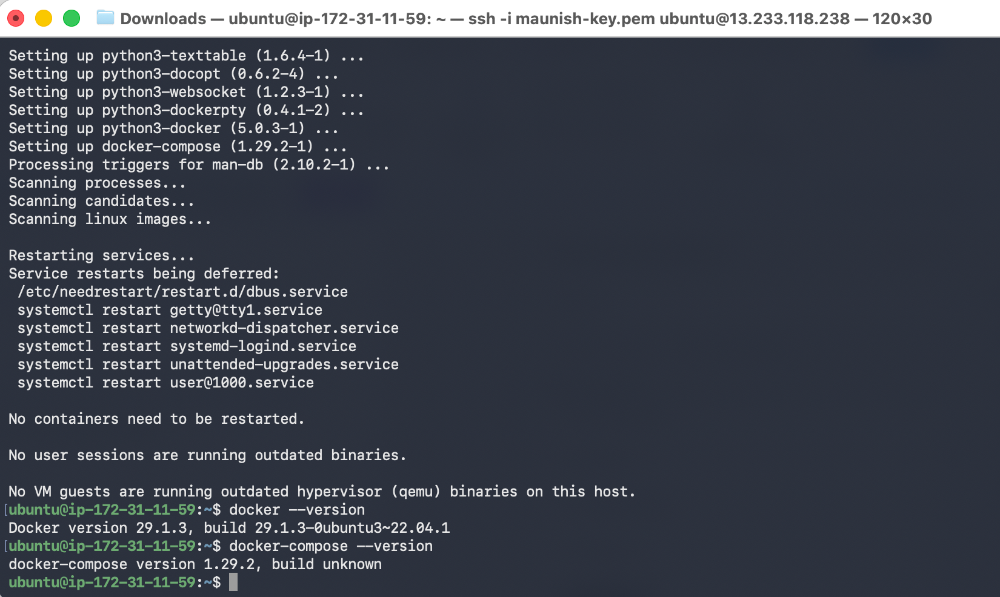 Downloads — ubuntu@ip-172-31-11-59: ~ — ssh -i maunish-key.pem ubuntu@13.233.118.238 — 120×30
Setting up python3-texttable (1.6.4-1) ...
Setting up python3-docopt (0.6.2-4) ...
Setting up python3-websocket (1.2.3-1) ...
Setting up python3-dockerpty (0.4.1-2) ...
Setting up python3-docker (5.0.3-1) ...
Setting up docker-compose (1.29.2-1) ...
Processing triggers for man-db (2.10.2-1) ...
Scanning processes...
Scanning candidates...
Scanning linux images...
Restarting services...
Service restarts being deferred:
 /etc/needrestart/restart.d/dbus.service
 systemctl restart getty@tty1.service
 systemctl restart networkd-dispatcher.service
 systemctl restart systemd-logind.service
 systemctl restart unattended-upgrades.service
 systemctl restart user@1000.service
No containers need to be restarted.
No user sessions are running outdated binaries.
No VM guests are running outdated hypervisor (qemu) binaries on this host.
[ubuntu@ip-172-31-11-59:~$ docker --version
Docker version 29.1.3, build 29.1.3-0ubuntu3~22.04.1
[ubuntu@ip-172-31-11-59:~$ docker-compose --version
docker-compose version 1.29.2, build unknown
ubuntu@ip-172-31-11-59:~$